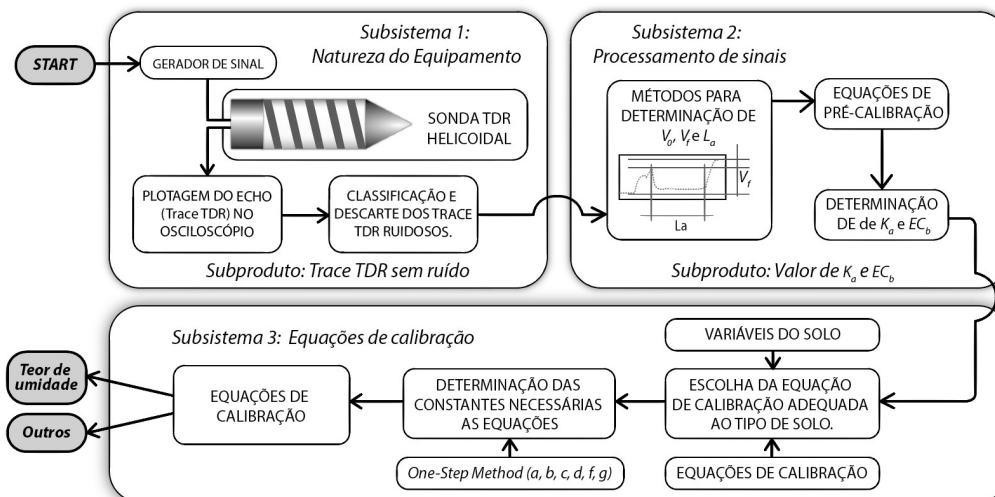 Subsistema 1:
Natureza do Equipamento
START
GERADOR DE SINAL
SONDA TDR
HELICOIDAL
PLOTAGEM DO ECHO
(Trace TDR) NO
OSCILOSCÓPIO
CLASSIFICAÇÃO E
DESCARTE DOS TRACE
TDR RUIDOSOS.
Subproduto: Trace TDR sem ruído
Subsistema 2:
Processamento de sinais
MÉTODOS PARA
DETERMINAÇÃO DE
V0, Vf e La
Vf
La
EQUAÇÕES DE
PRÉ-CALIBRAÇÃO
DETERMINAÇÃO
DE de Ka e ECb
Subproduto: Valor de Ka e ECb
Subsistema 3: Equações de calibração
VARIÁVEIS DO SOLO
ESCOLHA DA EQUAÇÃO
DE CALIBRAÇÃO ADEQUADA
AO TIPO DE SOLO.
EQUAÇÕES DE CALIBRAÇÃO
DETERMINAÇÃO DAS
CONSTANTES NECESSÁRIAS
AS EQUAÇÕES
One-Step Method (a, b, c, d, f, g)
EQUAÇÕES DE
CALIBRAÇÃO
Teor de
umidade
Outros